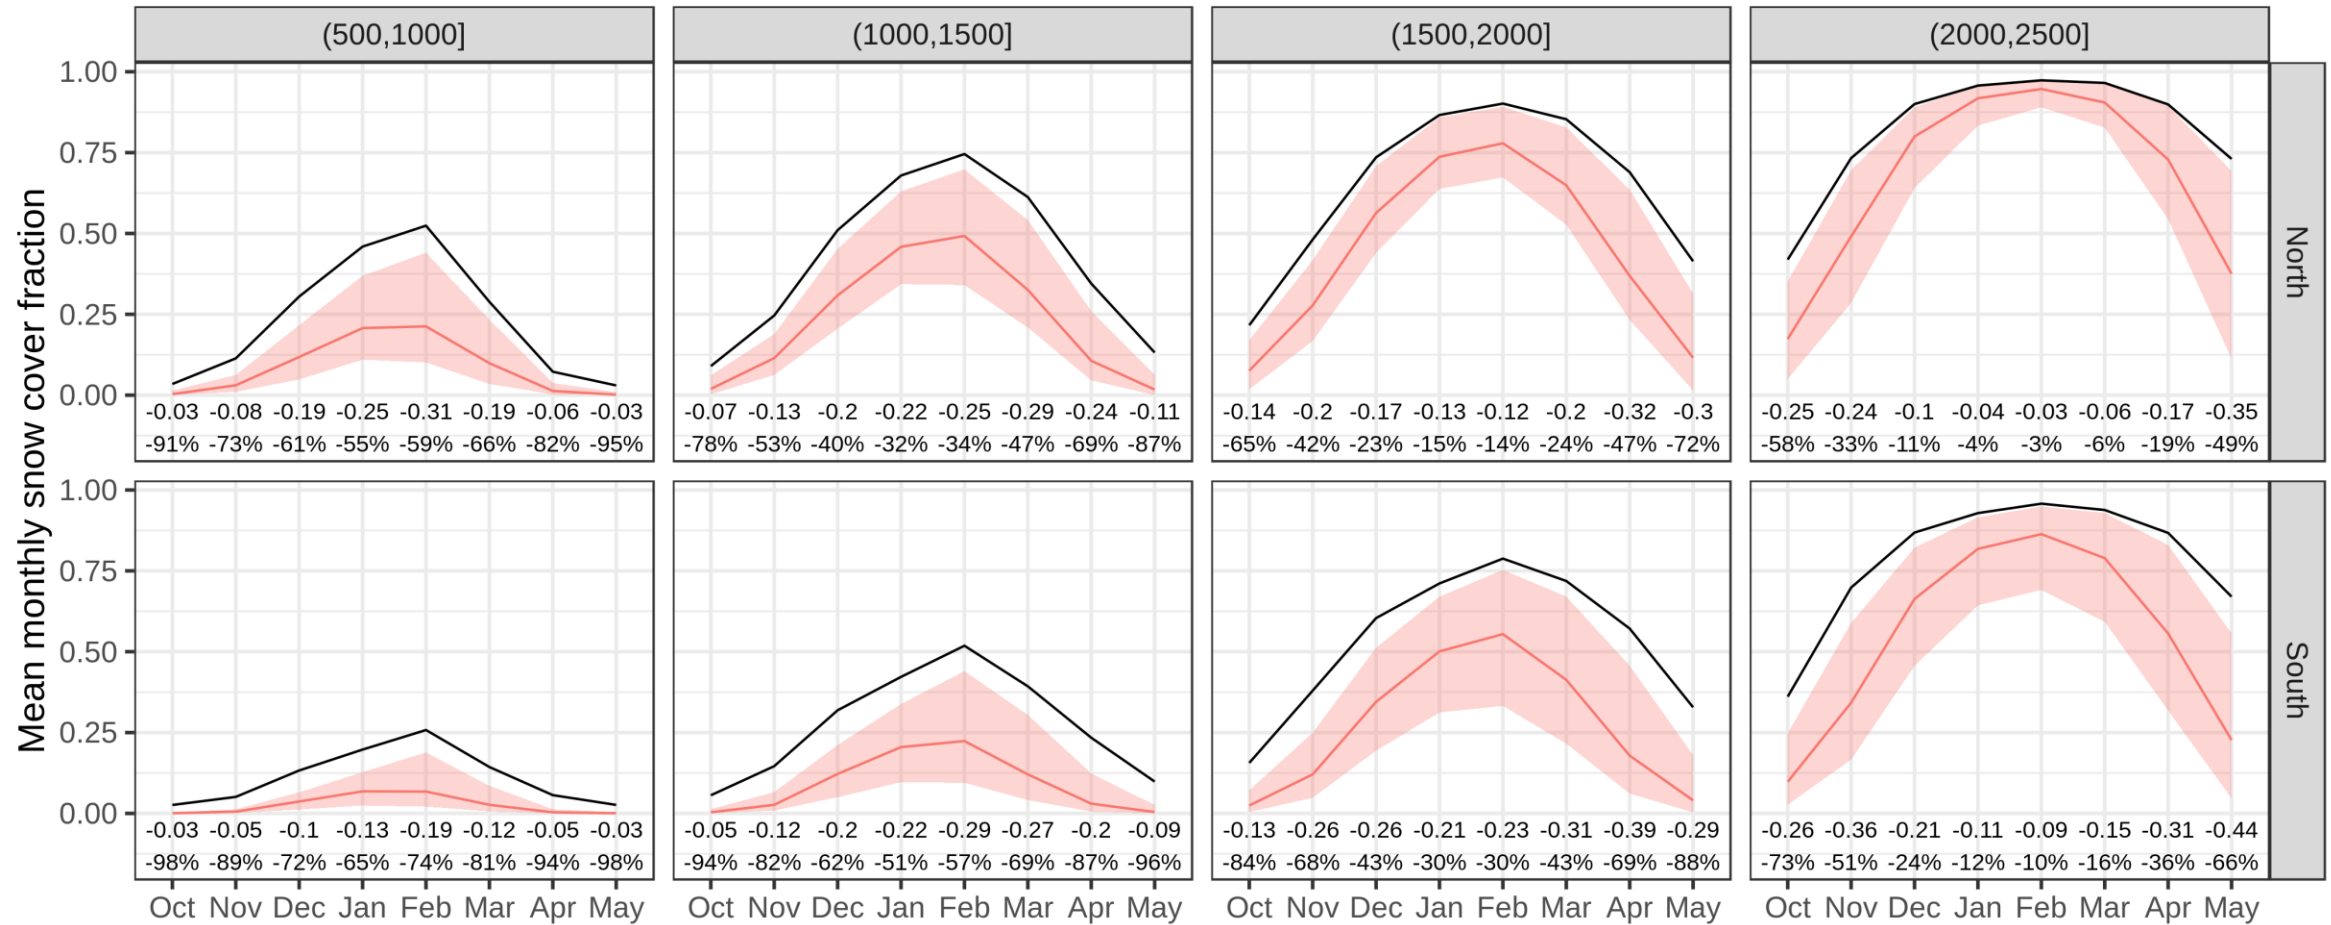 (500,1000] (1000,1500] (1500,2000] (2000,2500]
Mean monthly snow cover fraction
1.00
0.75
0.50
0.25
0.00
-0.03 -0.08 -0.19 -0.25 -0.31 -0.19 -0.06 -0.03
-91% -73% -61% -55% -59% -66% -82% -95%
-0.07 -0.13 -0.2 -0.22 -0.25 -0.29 -0.24 -0.11
-78% -53% -40% -32% -34% -47% -69% -87%
-0.14 -0.2 -0.17 -0.13 -0.12 -0.2 -0.32 -0.3
-65% -42% -23% -15% -14% -24% -47% -72%
-0.25 -0.24 -0.1 -0.04 -0.03 -0.06 -0.17 -0.35
-58% -33% -11% -4% -3% -6% -19% -49%
North
1.00
0.75
0.50
0.25
0.00
-0.03 -0.05 -0.1 -0.13 -0.19 -0.12 -0.05 -0.03
-98% -89% -72% -65% -74% -81% -94% -98%
-0.05 -0.12 -0.2 -0.22 -0.29 -0.27 -0.2 -0.09
-94% -82% -62% -51% -57% -69% -87% -96%
-0.13 -0.26 -0.26 -0.21 -0.23 -0.31 -0.39 -0.29
-84% -68% -43% -30% -30% -43% -69% -88%
-0.26 -0.36 -0.21 -0.11 -0.09 -0.15 -0.31 -0.44
-73% -51% -24% -12% -10% -16% -36% -66%
South
Oct Nov Dec Jan Feb Mar Apr May
Oct Nov Dec Jan Feb Mar Apr May
Oct Nov Dec Jan Feb Mar Apr May
Oct Nov Dec Jan Feb Mar Apr May